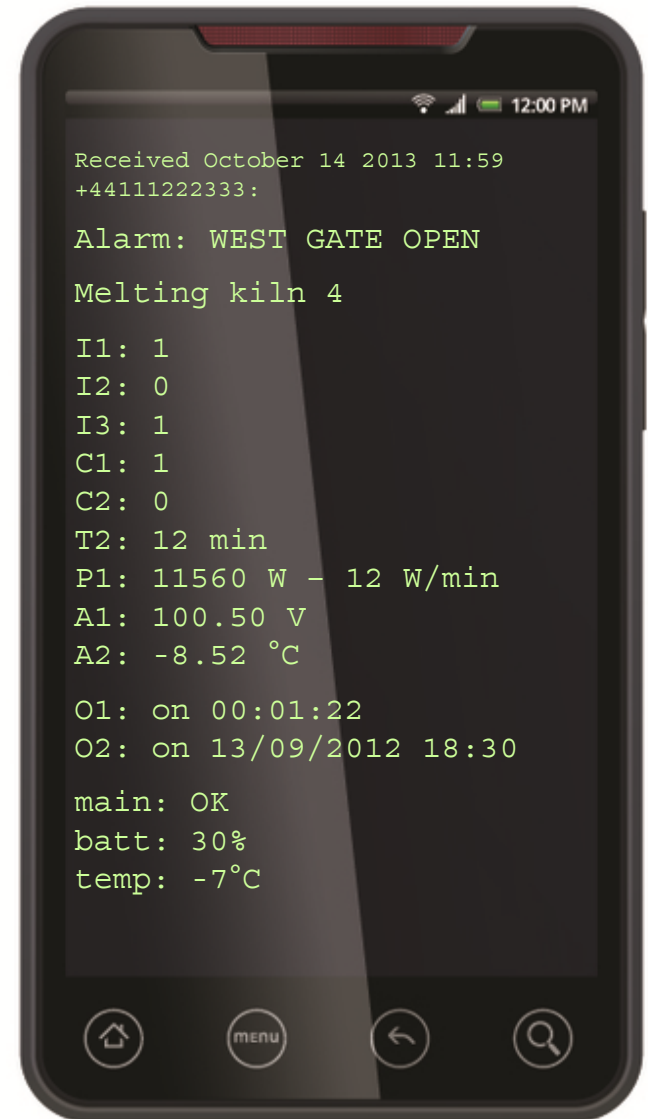 12:00 PM
Received October 14 2013 11:59
+44111222333:
Alarm: WEST GATE OPEN
Melting kiln 4
I1: 1
I2: 0
I3: 1
C1: 1
C2: 0
T2: 12 min
P1: 11560 W – 12 W/min
A1: 100.50 V
A2: -8.52 °C
O1: on 00:01:22
O2: on 13/09/2012 18:30
main: OK
batt: 30%
temp: -7°C
MENU